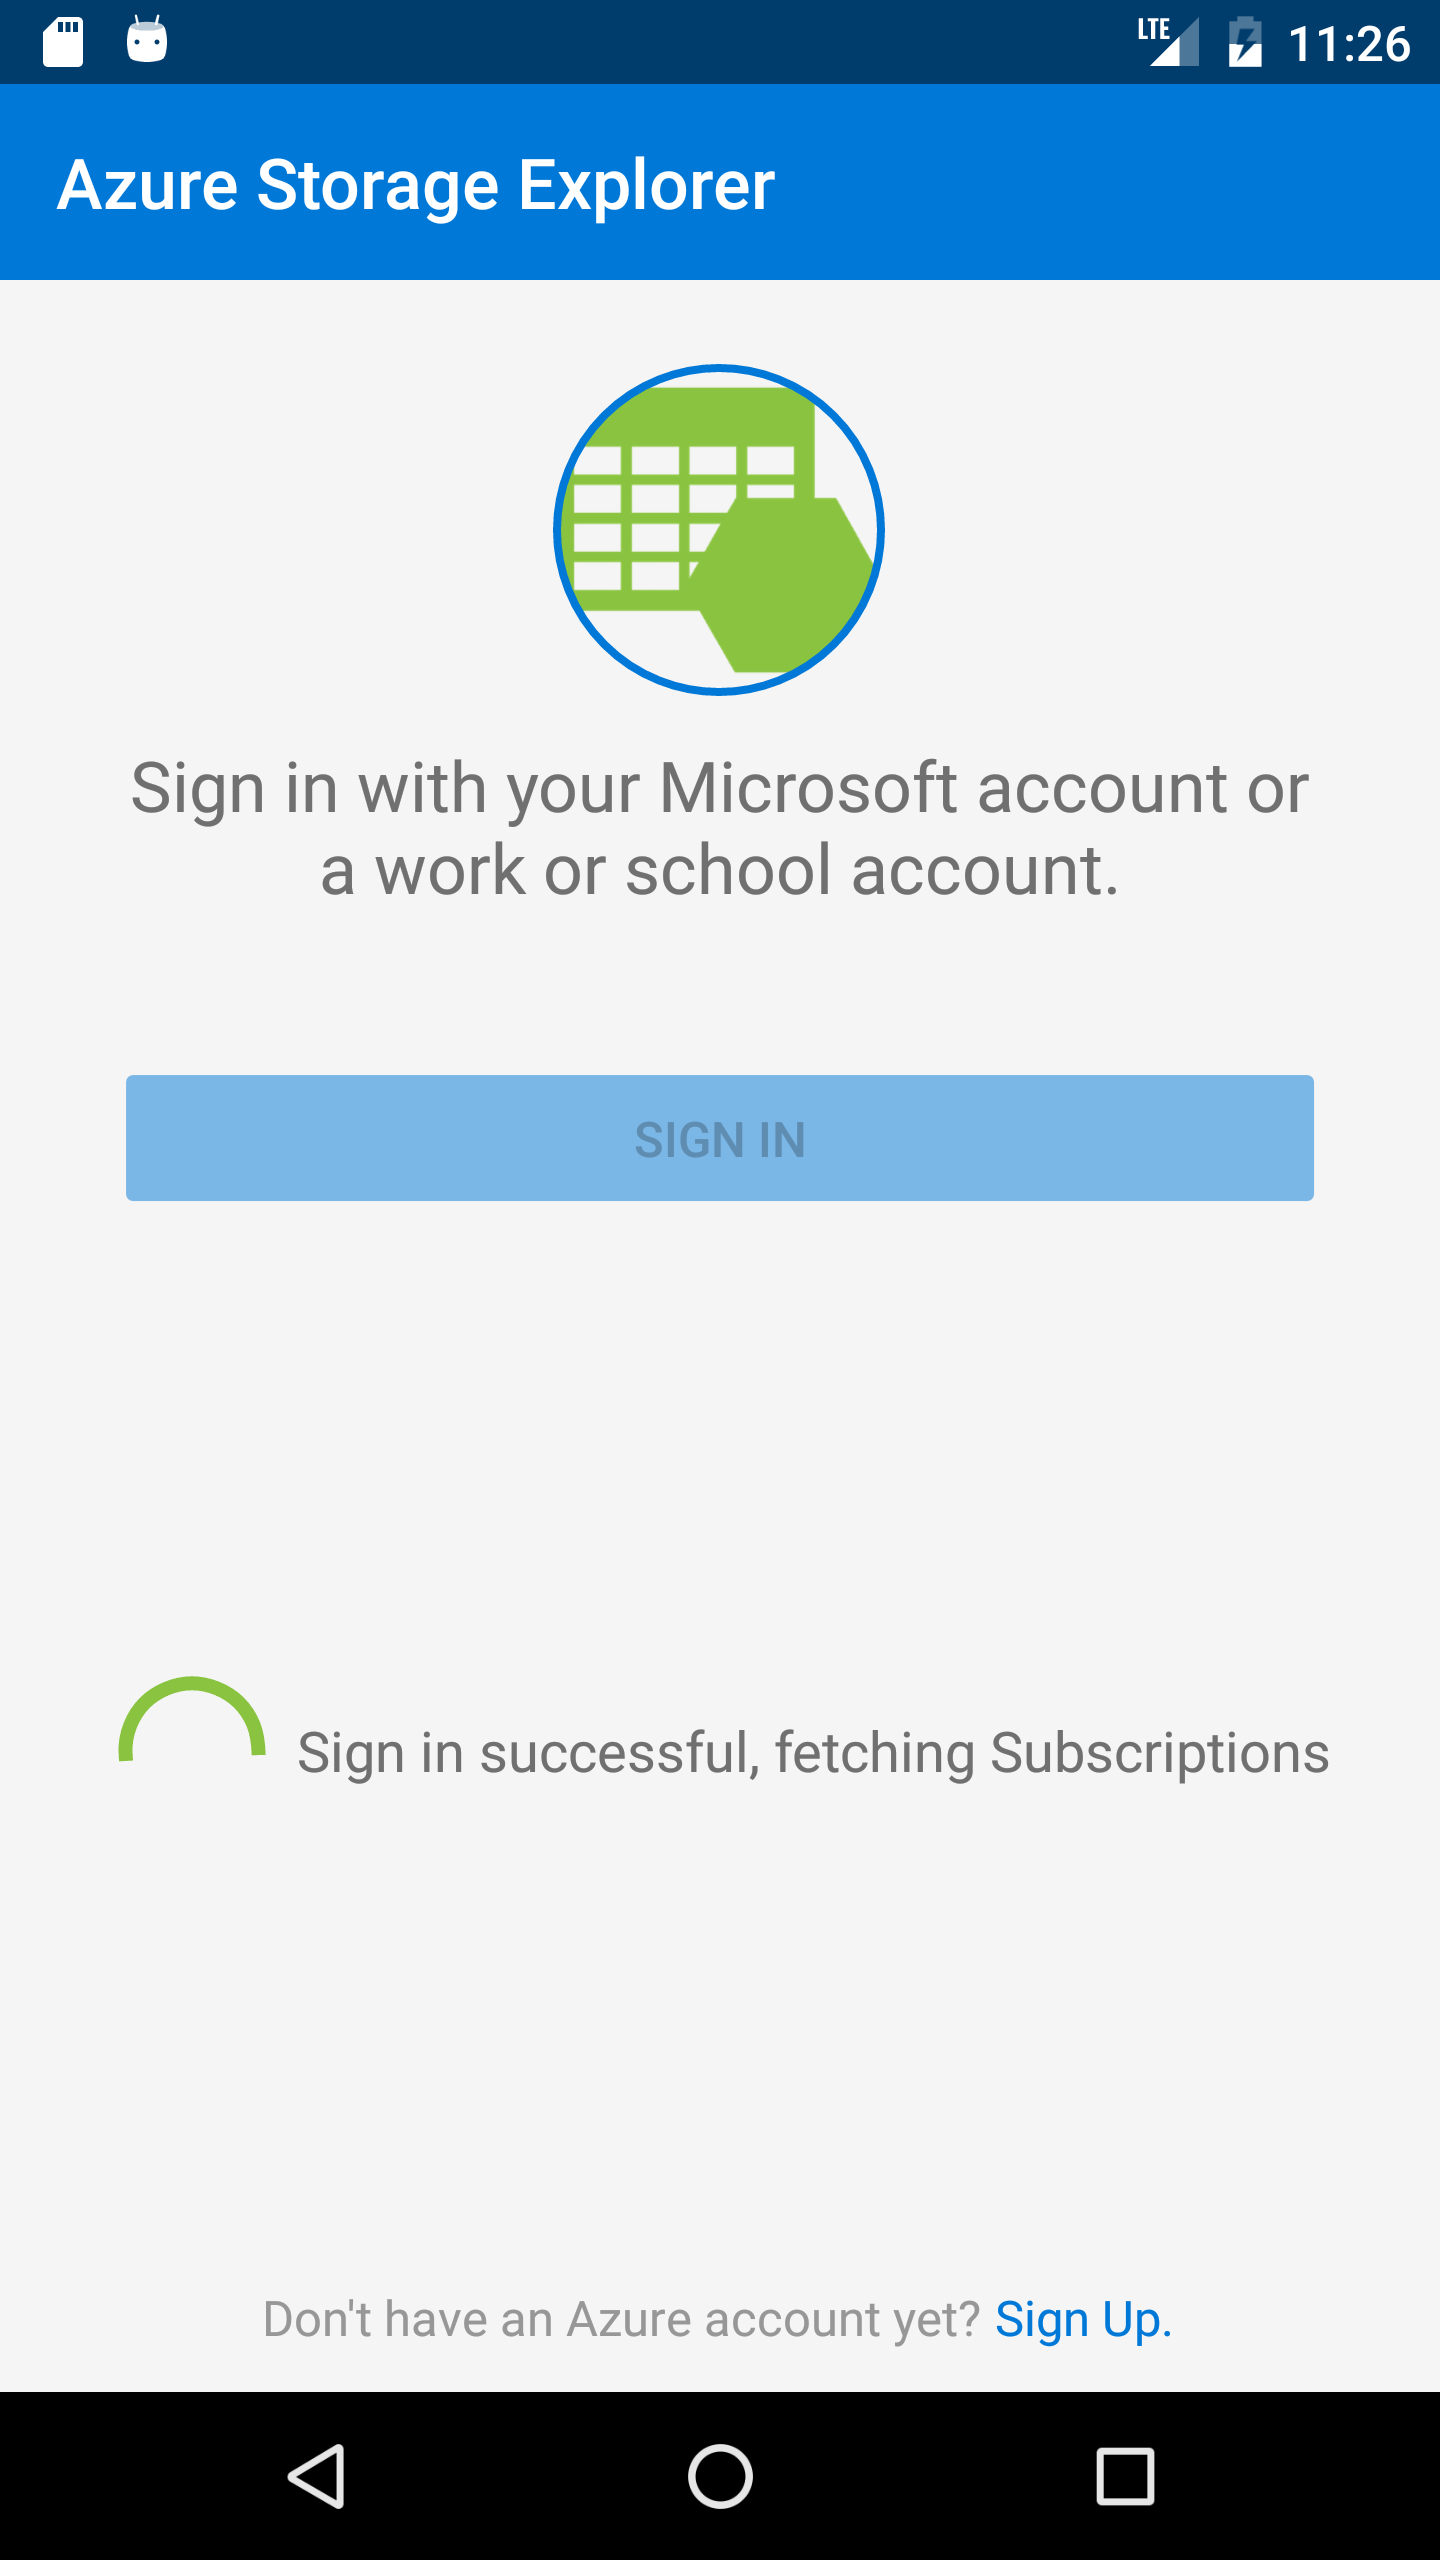 LTE 11:26
Azure Storage Explorer
Sign in with your Microsoft account or
a work or school account.
SIGN IN
Sign in successful, fetching Subscriptions
Don't have an Azure account yet? Sign Up.